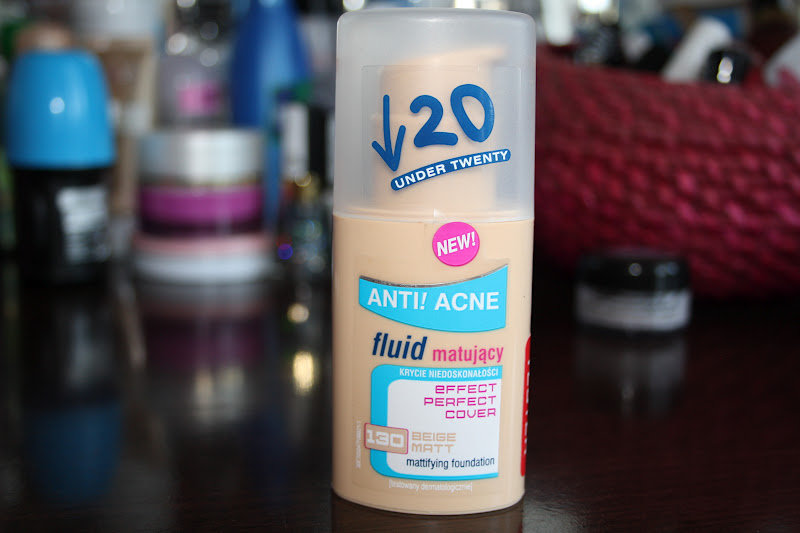 20
UNDER TWENTY
NEW!
ANTI! ACNE
fluid matujący
KRYCIE NIEDOSKONAŁOŚCI
EFFECT
PERFECT
COVER
130 BEIGE
MATT
mattifying foundation
[testowany dermatologicznie]